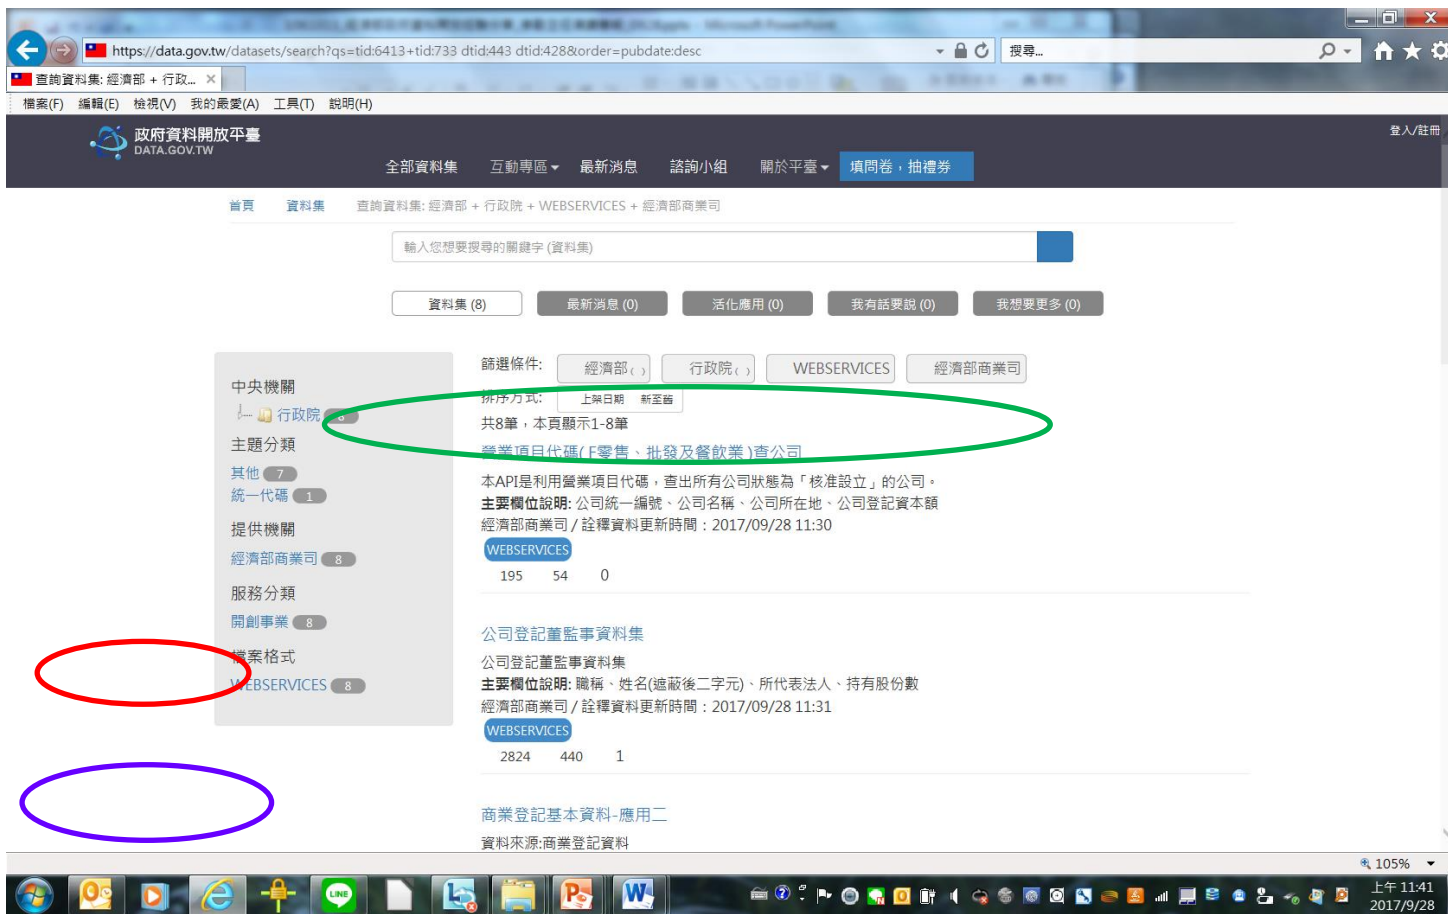 https://data.gov.tw/datasets/search?qs=tid:6413+tid:733 dtid:443 dtid:428&order=pubdate:desc
搜尋...
查詢資料集: 經濟部 + 行政...
檔案(F) 編輯(E) 檢視(V) 我的最愛(A) 工具(T) 說明(H)
政府資料開放平臺
DATA.GOV.TW
登入/註冊
全部資料集 互動專區 最新消息 諮詢小組 關於平臺 填問卷，抽禮券
首頁 資料集 查詢資料集: 經濟部 + 行政院 + WEBSERVICES + 經濟部商業司
輸入您想要搜尋的關鍵字 (資料集)
資料集 (8) 最新消息 (0) 活化應用 (0) 我有話要說 (0) 我想要更多 (0)
中央機關
行政院 8
主題分類
其他 7
統一代碼 1
提供機關
經濟部商業司 8
服務分類
開創事業 8
檔案格式
WEBSERVICES 8
篩選條件: 經濟部 ( ) 行政院 ( ) WEBSERVICES 經濟部商業司
排序方式: 上架日期 新至舊
共8筆，本頁顯示1-8筆
營業項目代碼( F零售、批發及餐飲業 )查公司
本API是利用營業項目代碼，查出所有公司狀態為「核准設立」的公司。
主要欄位說明: 公司統一編號、公司名稱、公司所在地、公司登記資本額
經濟部商業司 / 詮釋資料更新時間：2017/09/28 11:30
WEBSERVICES
195 54 0
公司登記董監事資料集
公司登記董監事資料集
主要欄位說明: 職稱、姓名(遮蔽後二字元)、所代表法人、持有股份數
經濟部商業司 / 詮釋資料更新時間：2017/09/28 11:31
WEBSERVICES
2824 440 1
商業登記基本資料-應用二
資料來源:商業登記資料
105%
LINE
上午 11:41
2017/9/28